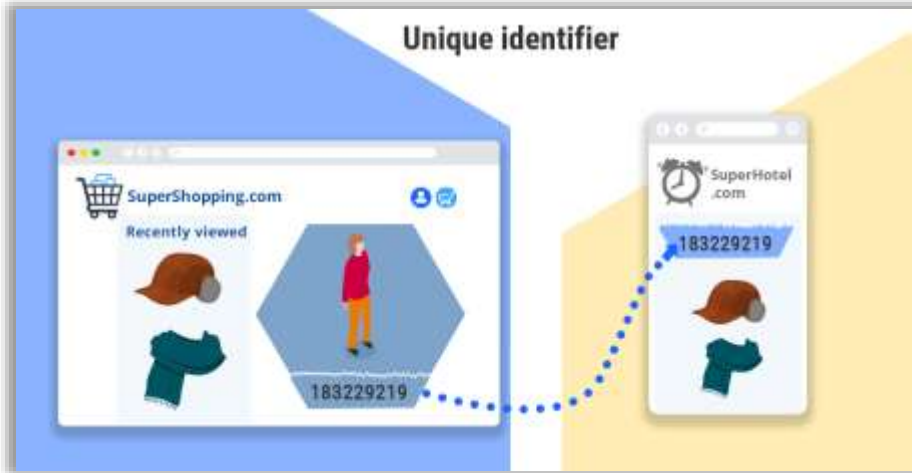 Unique identifier
SuperShopping.com
Recently viewed
183229219
SuperHotel
.com
183229219